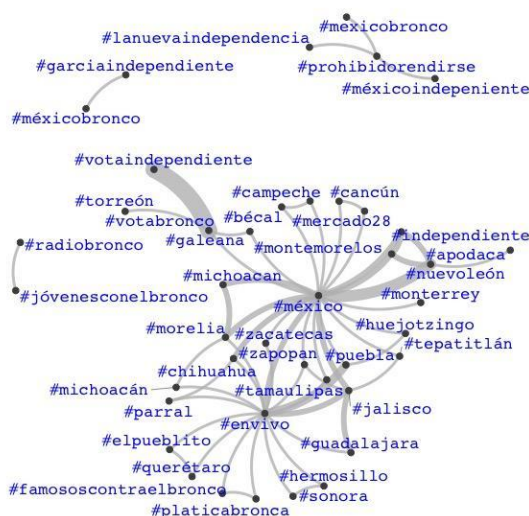 #mexicobronco
#lanuevaindependencia
#garciaindependiente
#prohibidorendirse
#méxicoindepeniente
#méxicobronco
#votaindependiente
#campeche
#cancún
#torreón
#votabronco
#bécal
#mercado28
#independiente
#radiobronco
#galeana
#montemorelos
#apodaca
#michoacan
#nuevoleón
#jóvenesconelbronco
#méxico
#monterrey
#morelia
#zacatecas
#huejotzingo
#zapopan
#puebla
#tepatitlán
#chihuahua
#michoacán
#tamaulipas
#parral
#envivo
#jalisco
#elpueblito
#guadalajara
#querétaro
#hermosillo
#famososcontraelbronco
#sonora
#platicabronca